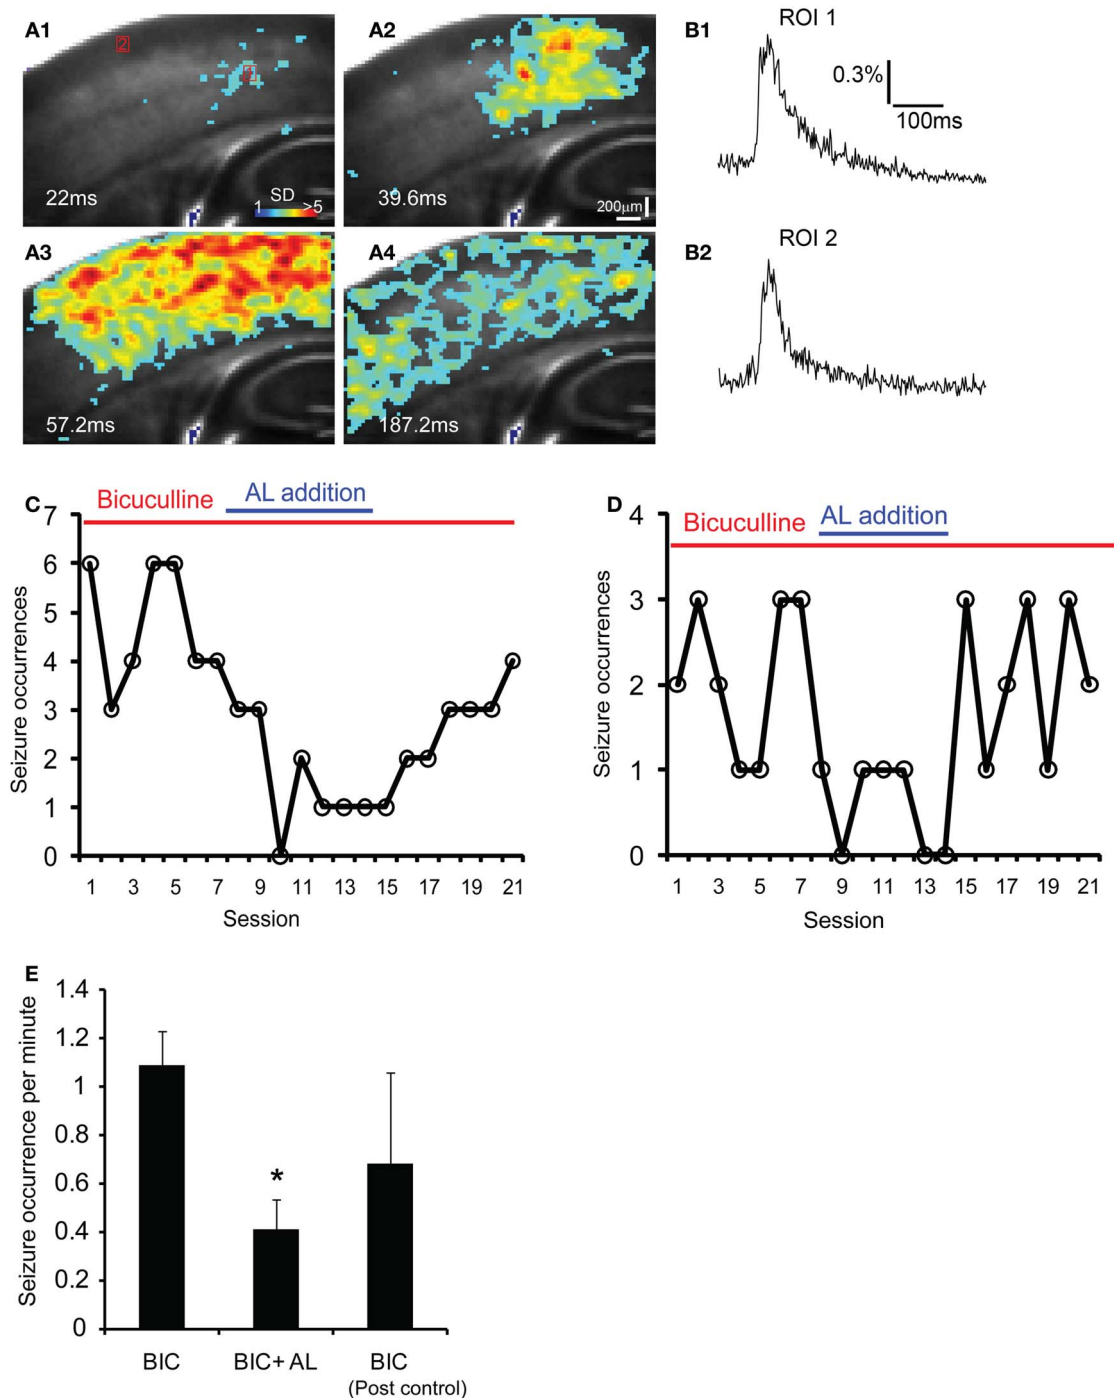 A1
2
1
22ms
SD
1 >5
A2
39.6ms
200µm
A3
57.2ms
A4
187.2ms
B1
ROI 1
0.3%
100ms
B2
ROI 2
C
Bicuculline
AL addition
Seizure occurrences
7
6
5
4
3
2
1
0
1 3 5 7 9 11 13 15 17 19 21
Session
D
Bicuculline
AL addition
Seizure occurrences
4
3
2
1
0
1 3 5 7 9 11 13 15 17 19 21
Session
E
Seizure occurrence per minute
1.4
1.2
1
0.8
0.6
0.4
0.2
0
*
BIC
BIC+ AL
BIC
(Post control)